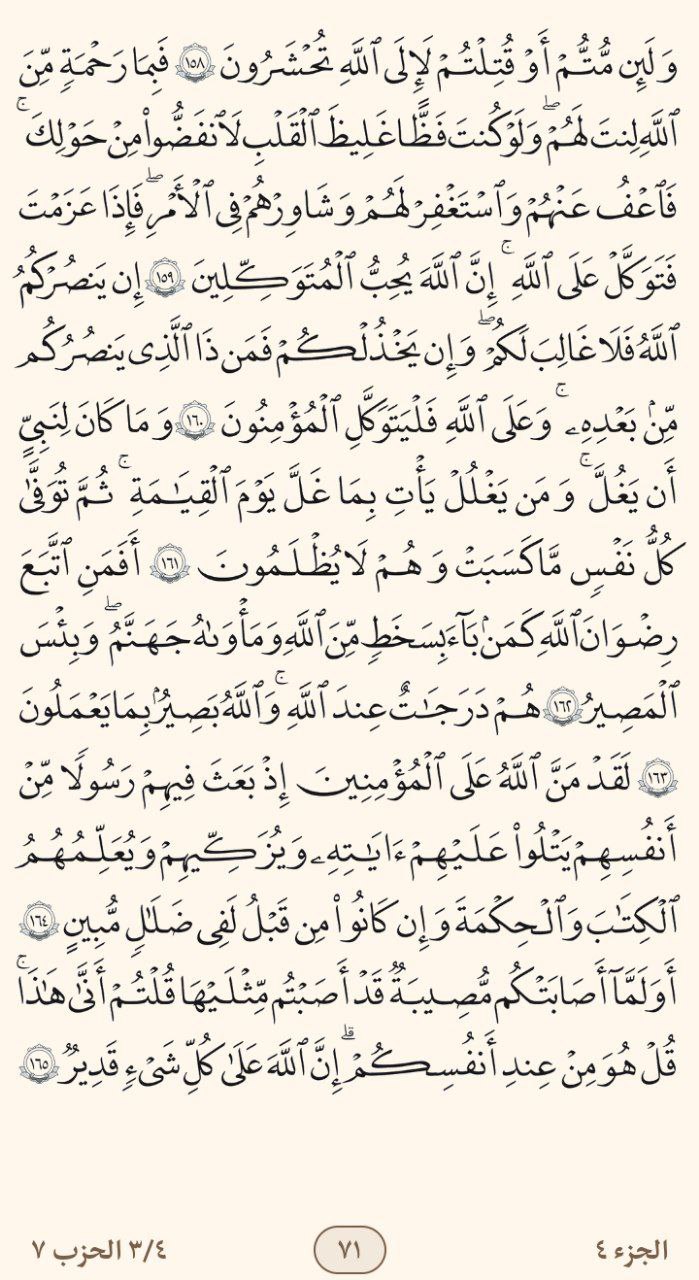 وَلَئِن مُّتُّمْ أَوْ قُتِلْتُمْ لَإِلَى ٱللَّهِ تُحْشَرُونَ ١٥٨ فَبِمَا رَحْمَةٍ مِّنَ
ٱللَّهِ لِنتَ لَهُمْ ۖ وَلَوْ كُنتَ فَظًّا غَلِيظَ ٱلْقَلْبِ لَٱنفَضُّوا۟ مِنْ حَوْلِكَ ۖ
فَٱعْفُ عَنْهُمْ وَٱسْتَغْفِرْ لَهُمْ وَشَاوِرْهُمْ فِى ٱلْأَمْرِ ۖ فَإِذَا عَزَمْتَ
فَتَوَكَّلْ عَلَى ٱللَّهِ ۚ إِنَّ ٱللَّهَ يُحِبُّ ٱلْمُتَوَكِّلِينَ ١٥٩ إِن يَنصُرْكُمُ
ٱللَّهُ فَلَا غَالِبَ لَكُمْ ۖ وَإِن يَخْذُلْكُمْ فَمَن ذَا ٱلَّذِى يَنصُرُكُم
مِّنۢ بَعْدِهِۦ ۗ وَعَلَى ٱللَّهِ فَلْيَتَوَكَّلِ ٱلْمُؤْمِنُونَ ١٦٠ وَمَا كَانَ لِنَبِىٍّ
أَن يَغُلَّ ۚ وَمَن يَغْلُلْ يَأْتِ بِمَا غَلَّ يَوْمَ ٱلْقِيَـٰمَةِ ۚ ثُمَّ تُوَفَّىٰ
كُلُّ نَفْسٍ مَّا كَسَبَتْ وَهُمْ لَا يُظْلَمُونَ ١٦١ أَفَمَنِ ٱتَّبَعَ
رِضْوَٰنَ ٱللَّهِ كَمَنۢ بَآءَ بِسَخَطٍ مِّنَ ٱللَّهِ وَمَأْوَىٰهُ جَهَنَّمُ ۖ وَبِئْسَ
ٱلْمَصِيرُ ١٦٢ هُمْ دَرَجَـٰتٌ عِندَ ٱللَّهِ ۗ وَٱللَّهُ بَصِيرٌۢ بِمَا يَعْمَلُونَ
١٦٣ لَقَدْ مَنَّ ٱللَّهُ عَلَى ٱلْمُؤْمِنِينَ إِذْ بَعَثَ فِيهِمْ رَسُولًا مِّنْ
أَنفُسِهِمْ يَتْلُوا۟ عَلَيْهِمْ ءَايَـٰتِهِۦ وَيُزَكِّيهِمْ وَيُعَلِّمُهُمُ
ٱلْكِتَـٰبَ وَٱلْحِكْمَةَ وَإِن كَانُوا۟ مِن قَبْلُ لَفِى ضَلَـٰلٍ مُّبِينٍ ١٦٤
أَوَلَمَّآ أَصَـٰبَتْكُم مُّصِيبَةٌ قَدْ أَصَبْتُم مِّثْلَيْهَا قُلْتُمْ أَنَّىٰ هَـٰذَا ۖ
قُلْ هُوَ مِنْ عِندِ أَنفُسِكُمْ ۗ إِنَّ ٱللَّهَ عَلَىٰ كُلِّ شَىْءٍ قَدِيرٌ ١٦٥
الجزء ٤ ٧١ ٣/٤ الحزب ٧